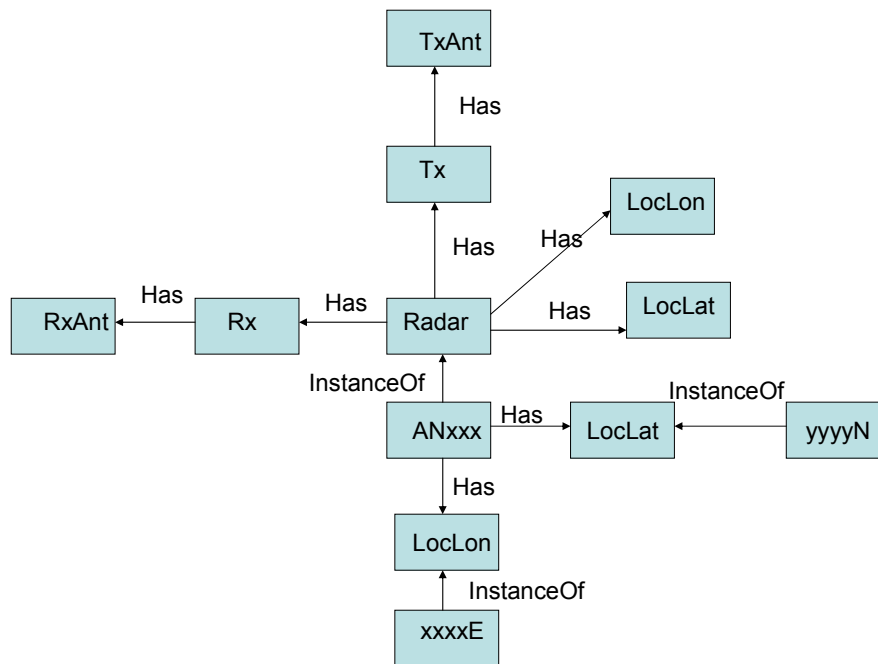 TxAnt
Has
Tx
LocLon
Has
Has
LocLat
Has
Has
Has
RxAnt
Rx
Radar
InstanceOf
InstanceOf
Has
ANxxx
LocLat
yyyyN
Has
LocLon
InstanceOf
xxxxE